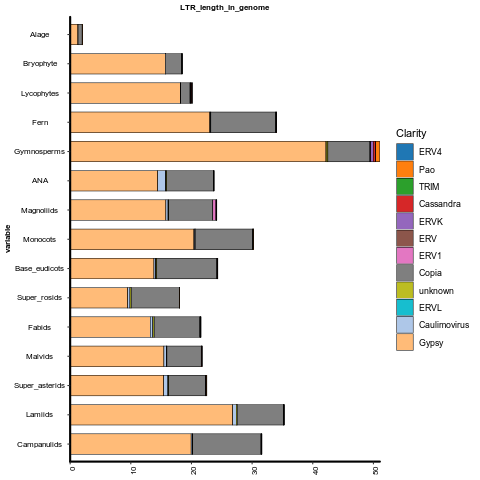 LTR_length_in_genome
Alage
Bryophyte
Lycophytes
Fern
Gymnosperms
ANA
Magnoliids
Monocots
Base_eudicots
Super_rosids
Fabids
Malvids
Super_asterids
Lamiids
Campanulids
variable
0
10
20
30
40
50
Clarity
ERV4
Pao
TRIM
Cassandra
ERVK
ERV
ERV1
Copia
unknown
ERVL
Caulimovirus
Gypsy